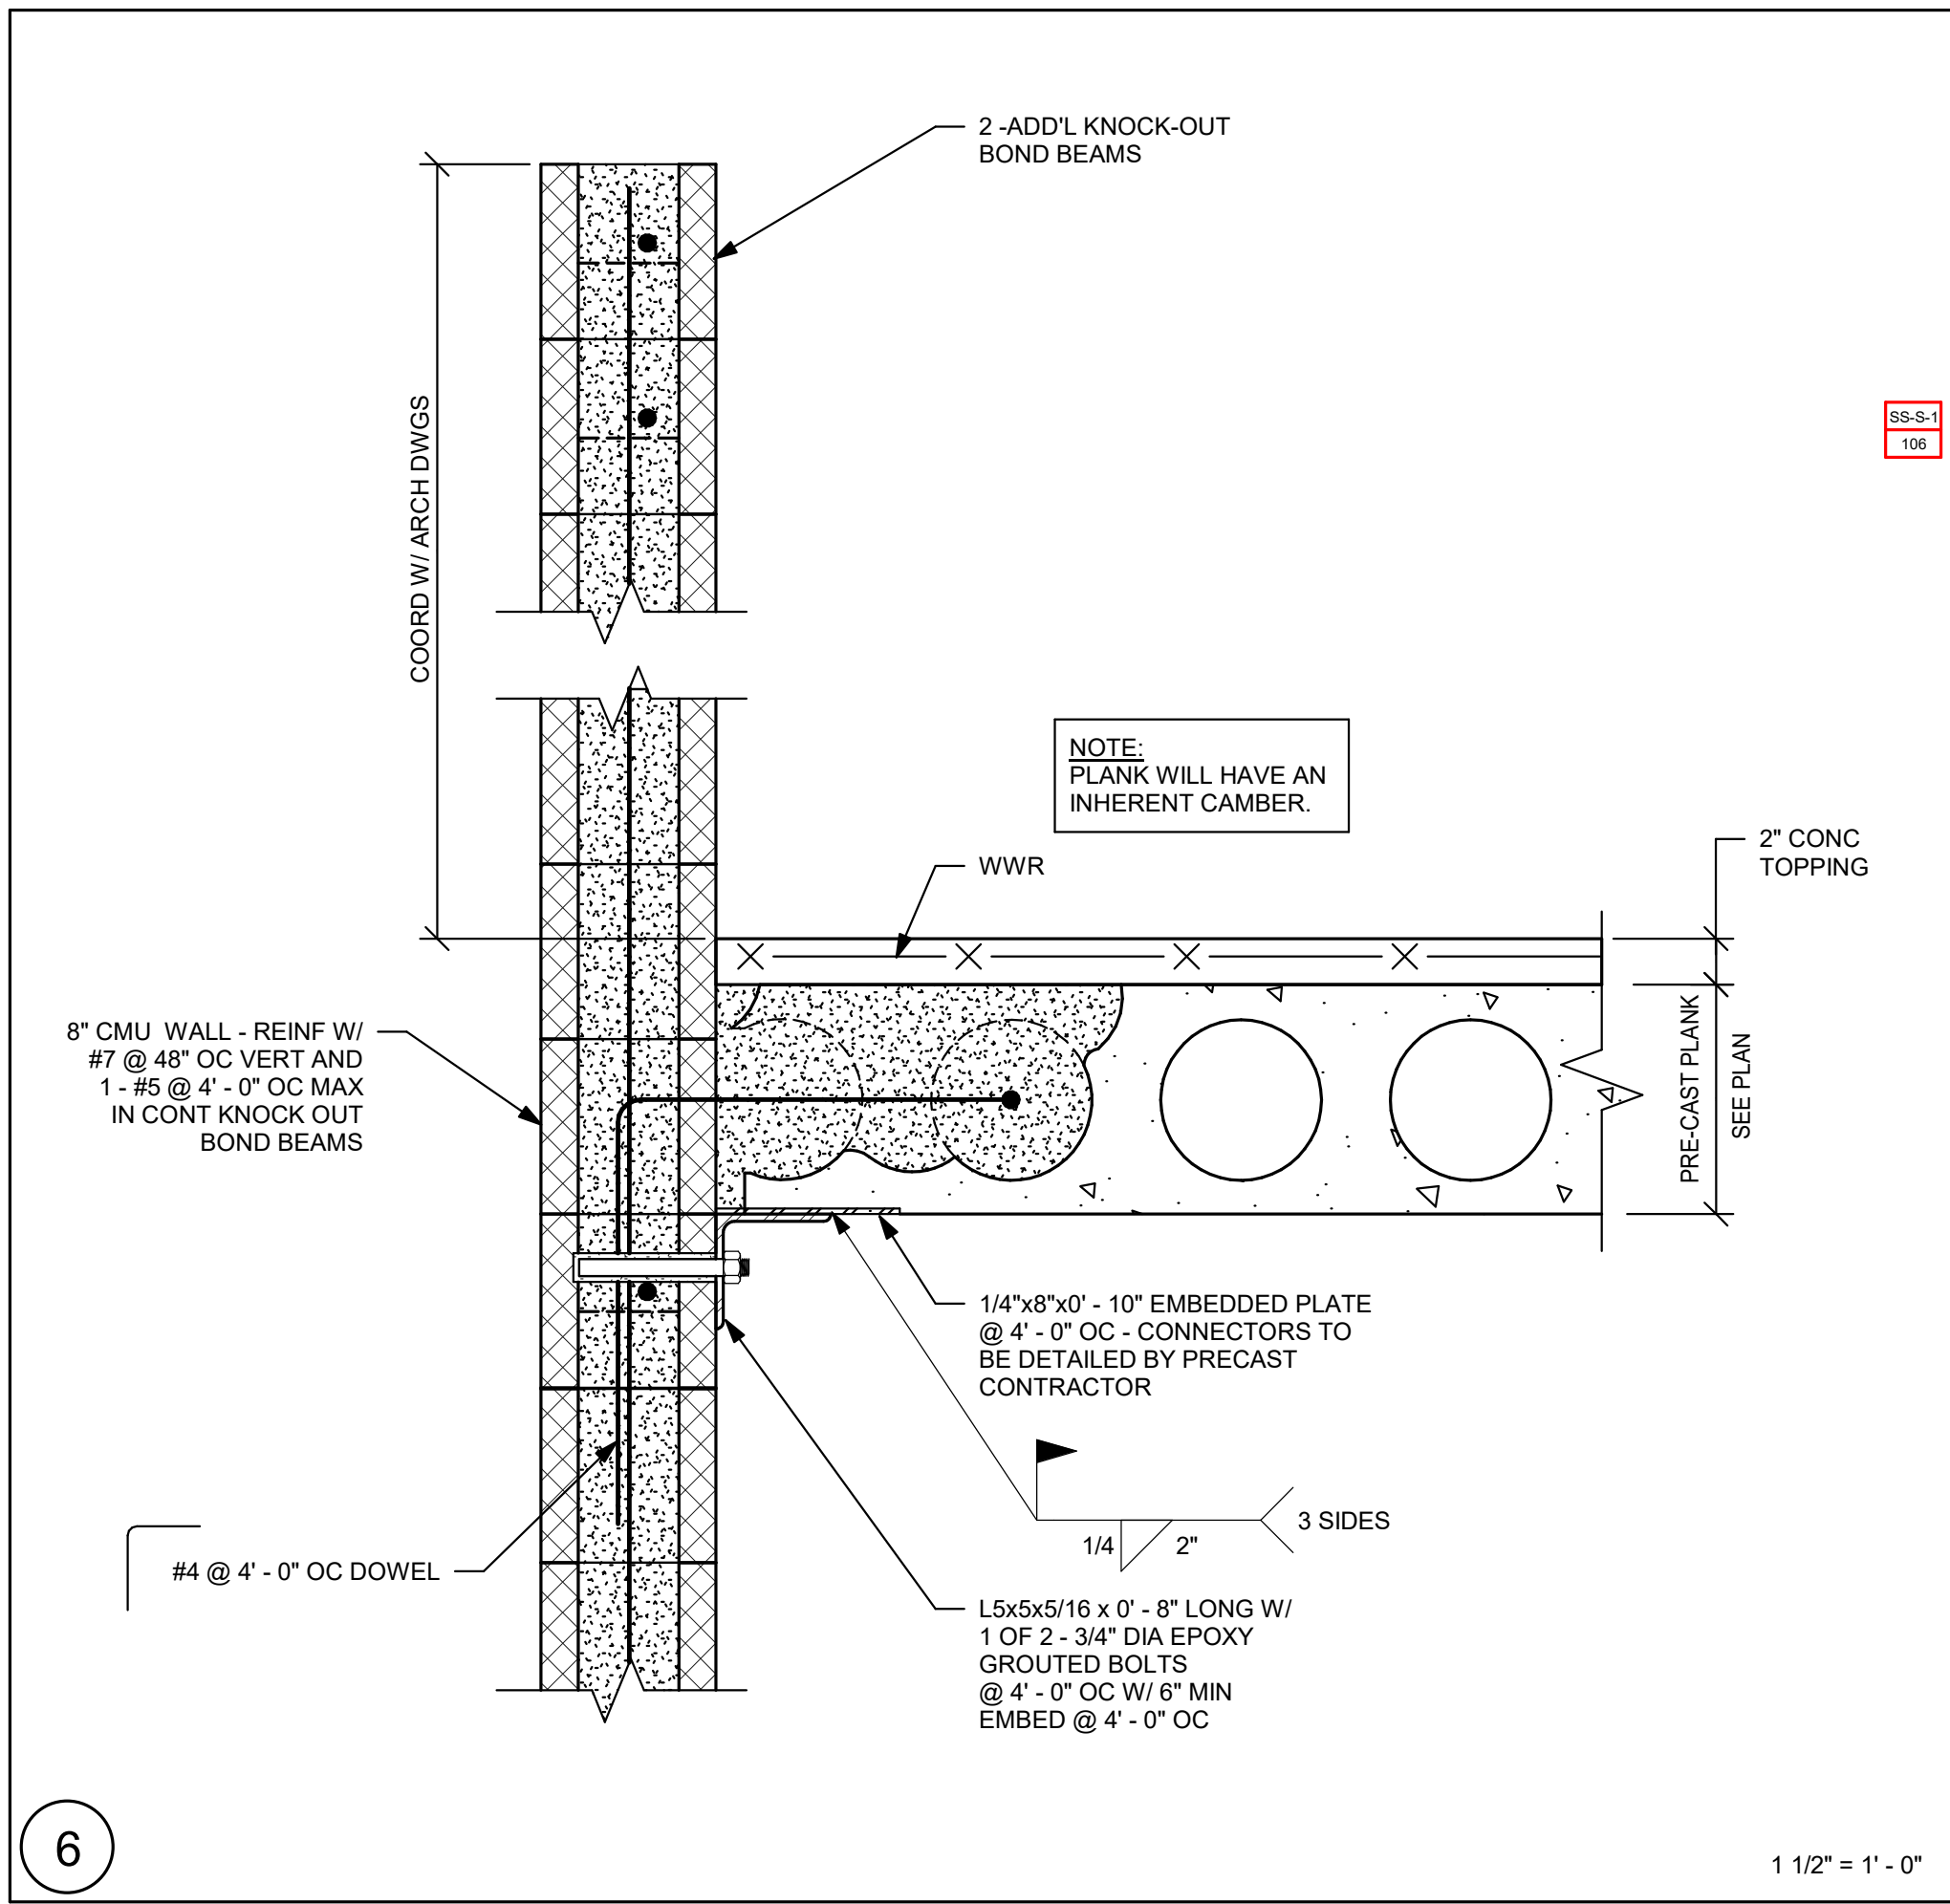 2 -ADD'L KNOCK-OUT
BOND BEAMS
COORD W/ ARCH DWGS
SS-S-1
106
NOTE:
PLANK WILL HAVE AN
INHERENT CAMBER.
WWR
2" CONC
TOPPING
8" CMU  WALL - REINF W/
#7 @ 48" OC VERT AND
1 - #5 @ 4' - 0" OC MAX
IN CONT KNOCK OUT
BOND BEAMS
PRE-CAST PLANK
SEE PLAN
1/4"x8"x0' - 10" EMBEDDED PLATE
@ 4' - 0" OC - CONNECTORS TO
BE DETAILED BY PRECAST
CONTRACTOR
1/4
2"
3 SIDES
#4 @ 4' - 0" OC DOWEL
L5x5x5/16 x 0' - 8" LONG W/
1 OF 2 - 3/4" DIA EPOXY
GROUTED BOLTS
@ 4' - 0" OC W/ 6" MIN
EMBED @ 4' - 0" OC
6
1 1/2" = 1' - 0"